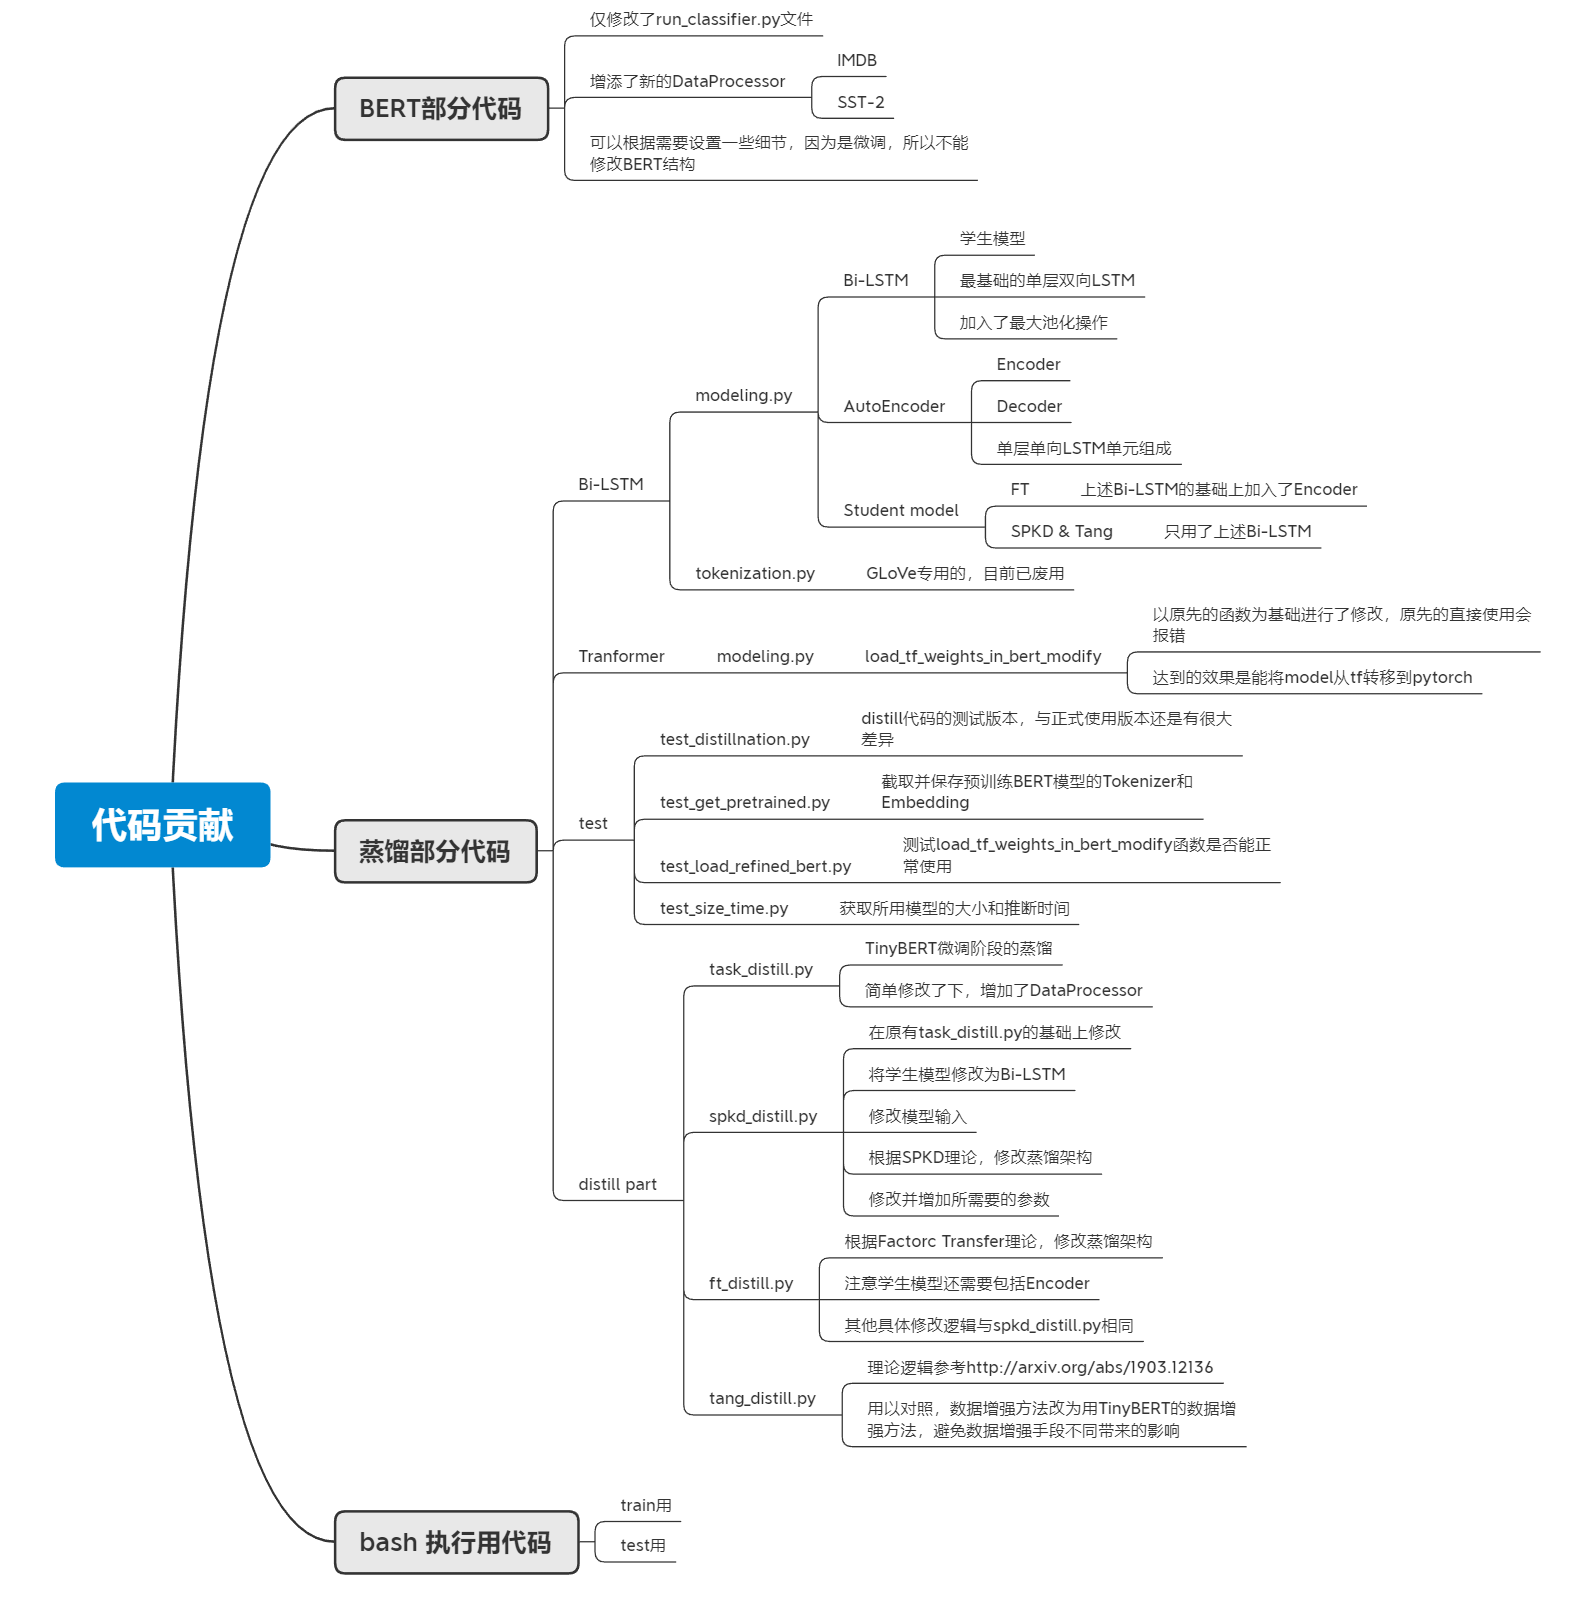 代码贡献
BERT部分代码
仅修改了run_classifier.py文件
增添了新的DataProcessor
IMDB
SST-2
可以根据需要设置一些细节，因为是微调，所以不能
修改BERT结构
蒸馏部分代码
Bi-LSTM
modeling.py
Bi-LSTM
学生模型
最基础的单层双向LSTM
加入了最大池化操作
AutoEncoder
Encoder
Decoder
单层单向LSTM单元组成
Student model
FT
上述Bi-LSTM的基础上加入了Encoder
SPKD & Tang
只用了上述Bi-LSTM
tokenization.py
GLoVe专用的，目前已废用
Tranformer
modeling.py
load_tf_weights_in_bert_modify
以原先的函数为基础进行了修改，原先的直接使用会
报错
达到的效果是能将model从tf转移到pytorch
test
test_distillnation.py
distill代码的测试版本，与正式使用版本还是有很大
差异
test_get_pretrained.py
截取并保存预训练BERT模型的Tokenizer和
Embedding
test_load_refined_bert.py
测试load_tf_weights_in_bert_modify函数是否能正
常使用
test_size_time.py
获取所用模型的大小和推断时间
distill part
task_distill.py
TinyBERT微调阶段的蒸馏
简单修改了下，增加了DataProcessor
spkd_distill.py
在原有task_distill.py的基础上修改
将学生模型修改为Bi-LSTM
修改模型输入
根据SPKD理论，修改蒸馏架构
修改并增加所需要的参数
ft_distill.py
根据Factorc Transfer理论，修改蒸馏架构
注意学生模型还需要包括Encoder
其他具体修改逻辑与spkd_distill.py相同
tang_distill.py
理论逻辑参考http://arxiv.org/abs/1903.12136
用以对照，数据增强方法改为用TinyBERT的数据增
强方法，避免数据增强手段不同带来的影响
bash 执行用代码
train用
test用